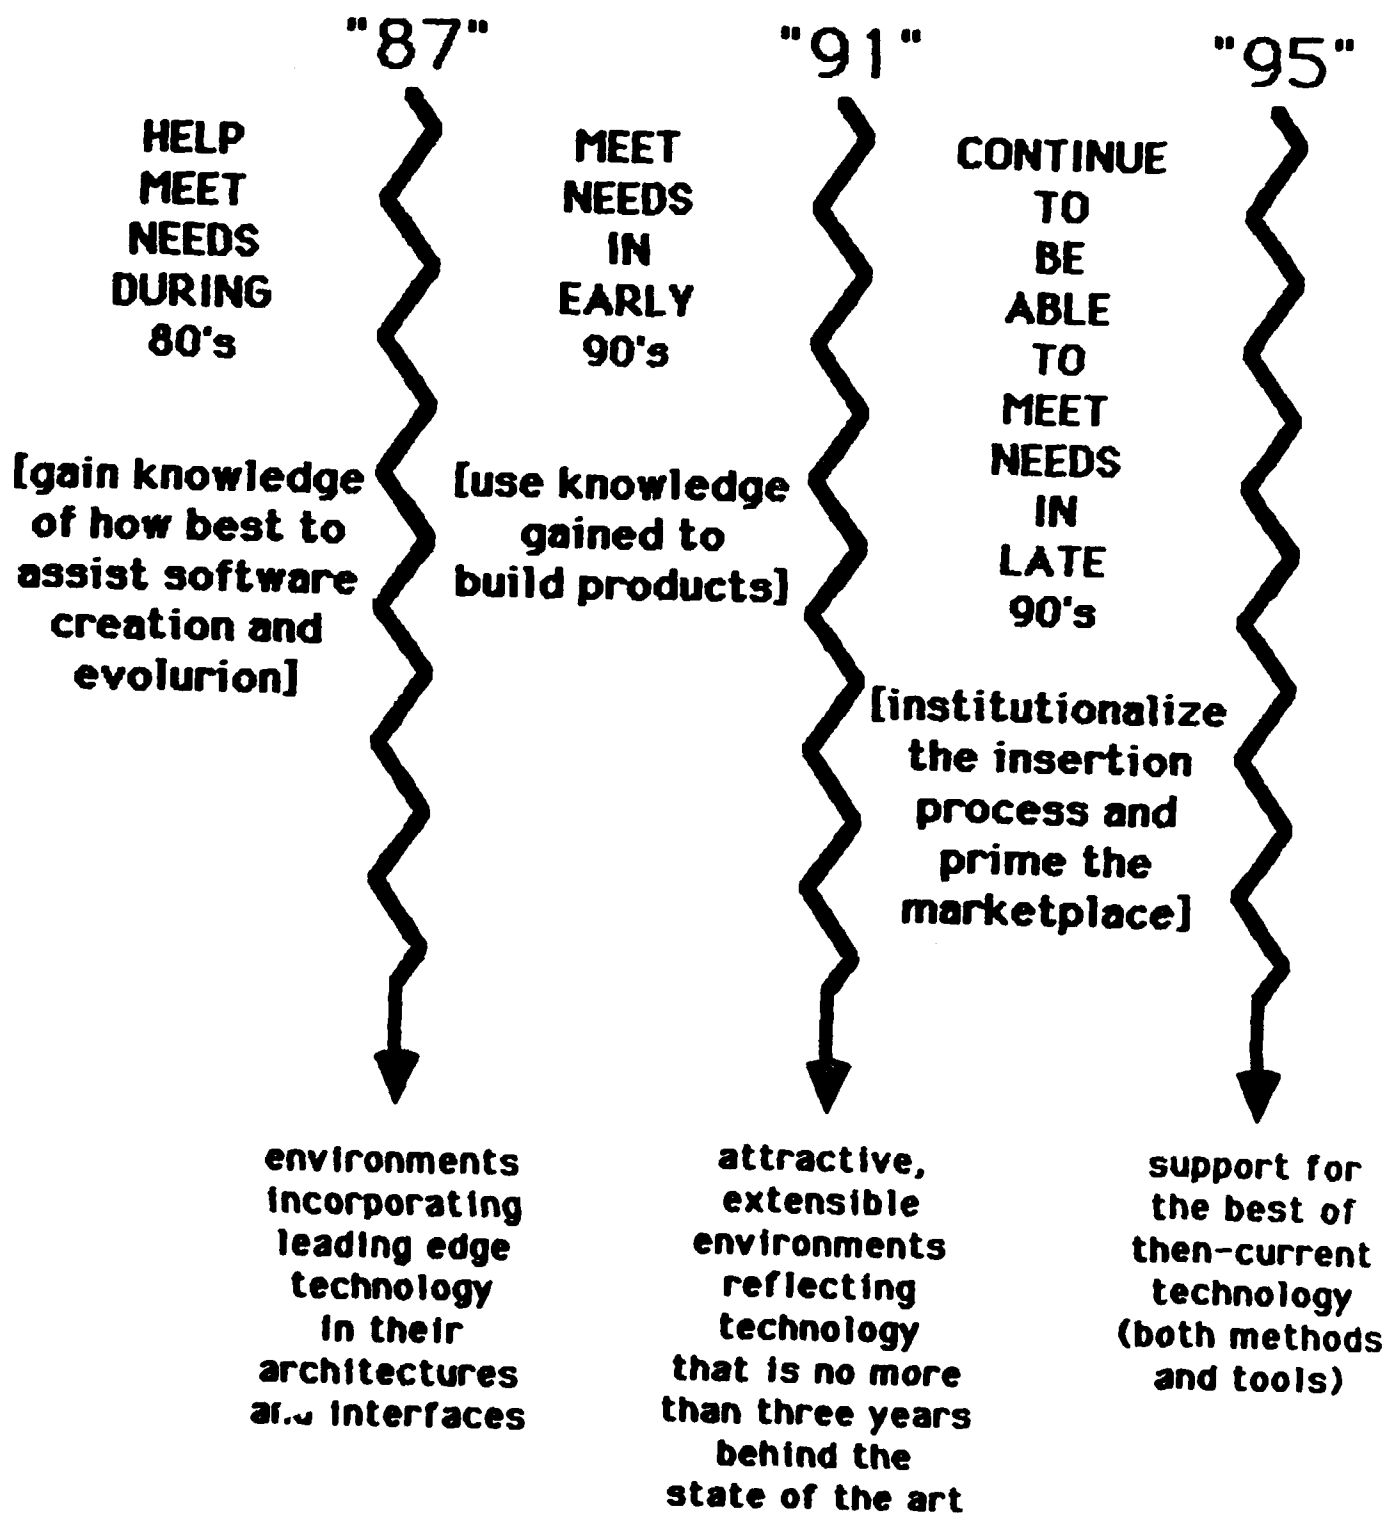 "87"
HELP
MEET
NEEDS
DURING
80's
[gain knowledge
of how best to
assist software
creation and
evolurion]
environments
incorporating
leading edge
technology
in their
architectures
interfaces
"91"
MEET
NEEDS
IN
EARLY
90's
[use knowledge
gained to
build products]
attractive,
extensible
environments
reflecting
technology
that is no more
than three years
behind the
state of the art
"95"
CONTINUE
TO
BE
ABLE
TO
MEET
NEEDS
IN
LATE
90's
[institutionalize
the insertion
process and
prime the
marketplace]
support for
the best of
then-current
technology
(both methods
and tools)